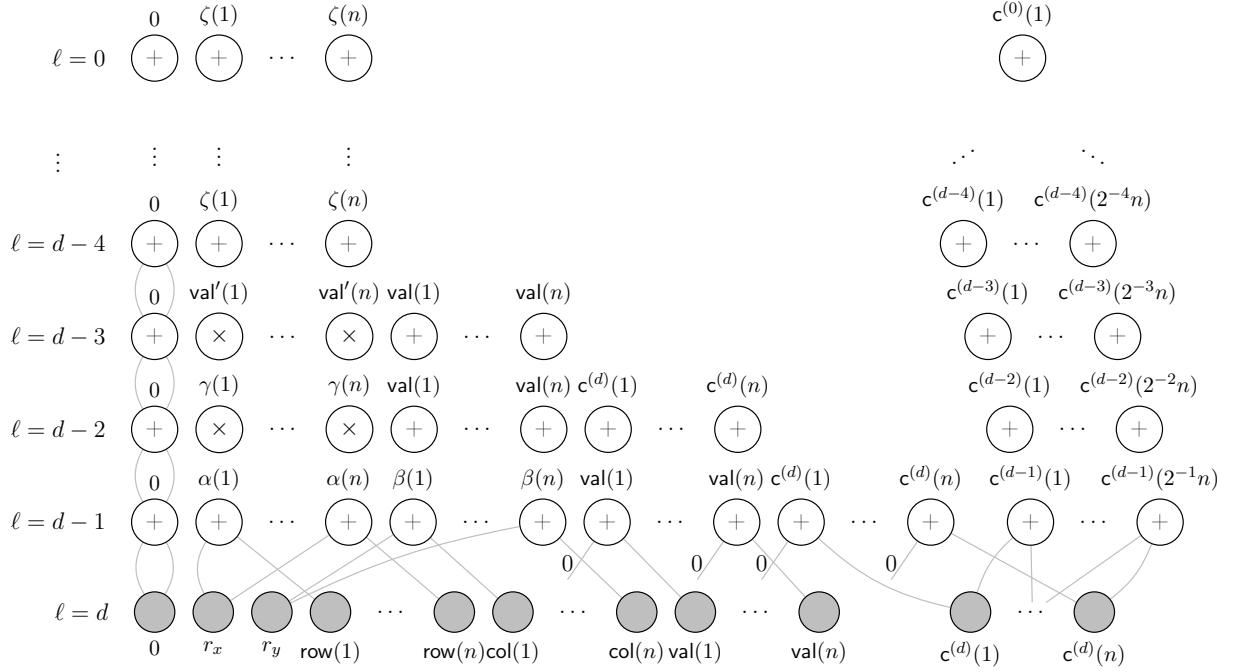 0 ζ(1) ζ(n) c^{(0)}(1)
ℓ = 0 + + ⋯ + +
⋮ ⋮ ⋮ ⋮ ⋰ ⋱
0 ζ(1) ζ(n) c^{(d−4)}(1) c^{(d−4)}(2^{−4}n)
ℓ = d − 4 + + ⋯ + + ⋯ +
0 val′(1) val′(n) val(1) val(n) c^{(d−3)}(1) c^{(d−3)}(2^{−3}n)
ℓ = d − 3 + × ⋯ × + ⋯ + + ⋯ +
0 γ(1) γ(n) val(1) val(n) c^{(d)}(1) c^{(d)}(n) c^{(d−2)}(1) c^{(d−2)}(2^{−2}n)
ℓ = d − 2 + × ⋯ × + ⋯ + + ⋯ + + ⋯ +
0 α(1) α(n) β(1) β(n) val(1) val(n) c^{(d)}(1) c^{(d)}(n) c^{(d−1)}(1) c^{(d−1)}(2^{−1}n)
ℓ = d − 1 + + ⋯ + + ⋯ + + ⋯ + + ⋯ + + ⋯ +
0 0 0 0
ℓ = d ⋯ ⋯ ⋯ ⋯
0 r_x r_y row(1) row(n) col(1) col(n) val(1) val(n) c^{(d)}(1) c^{(d)}(n)